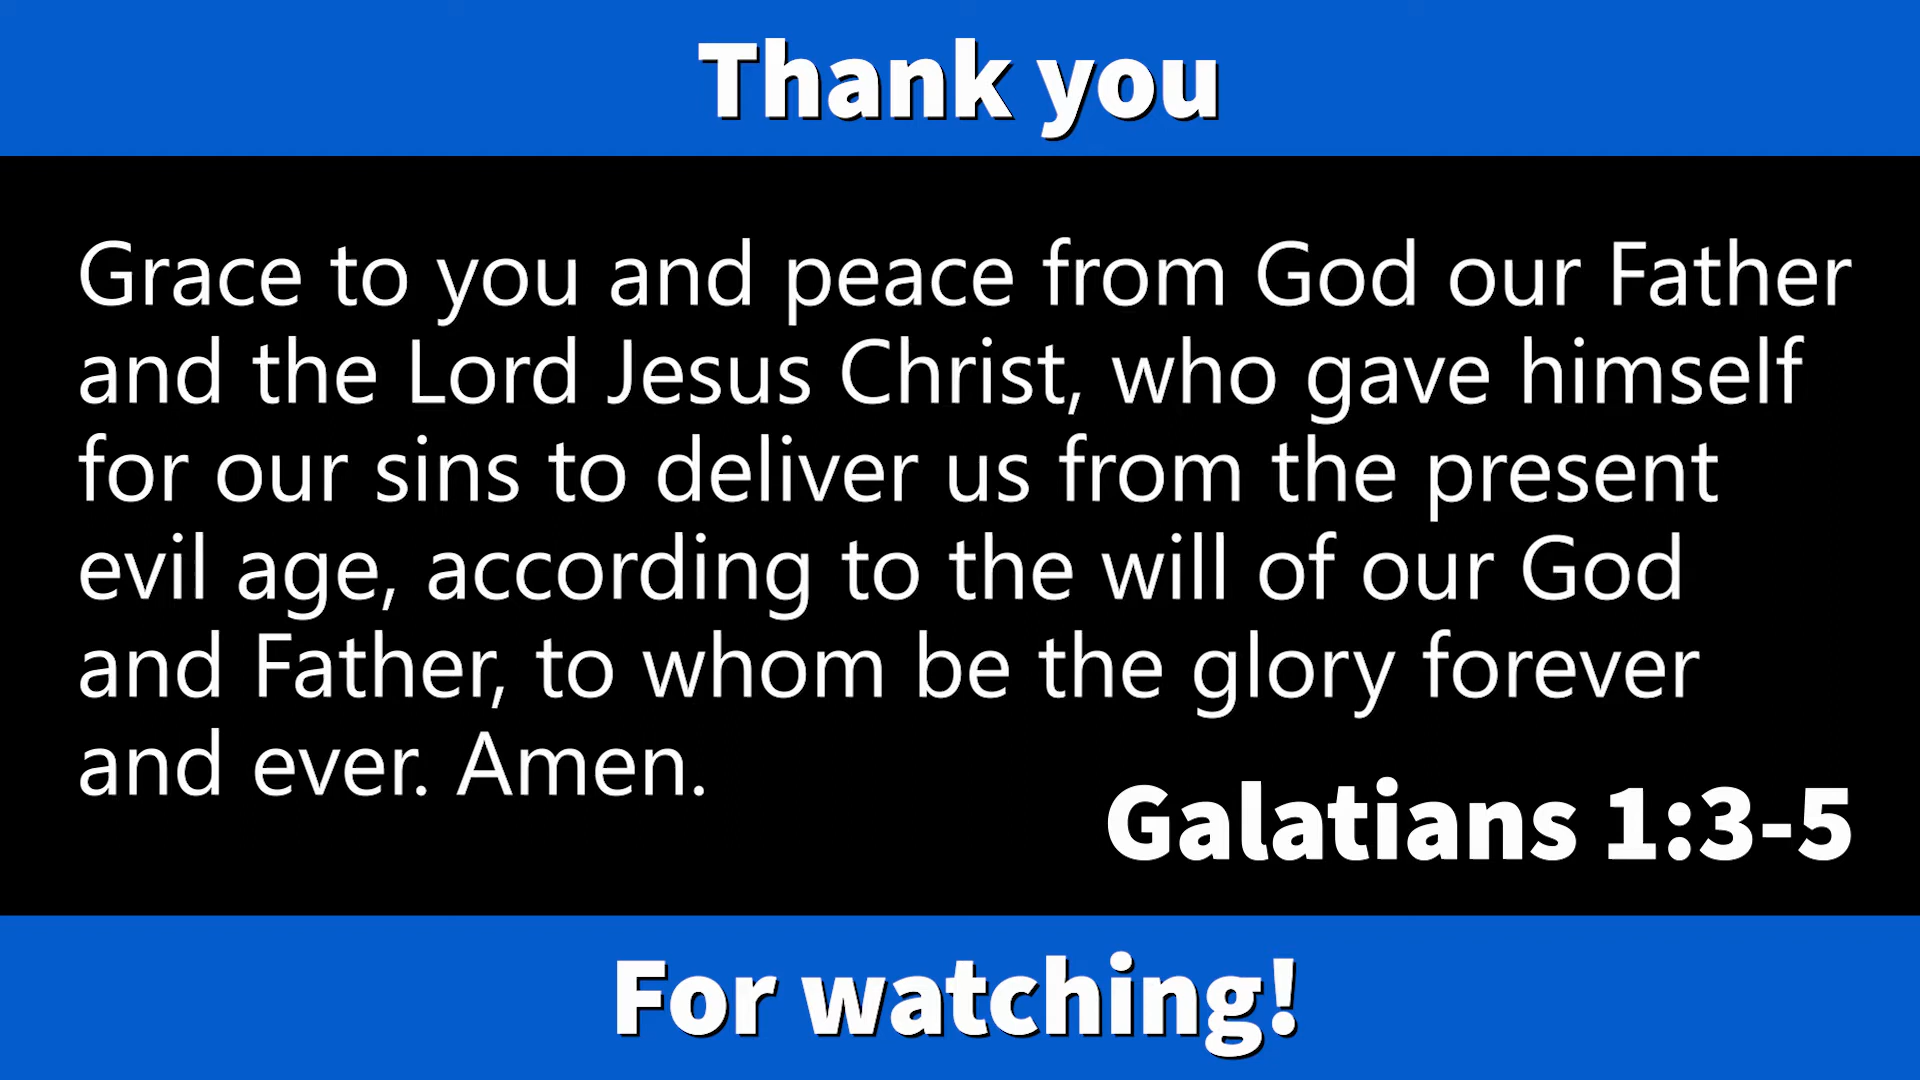 Thank you
Grace to you and peace from God our Father
and the Lord Jesus Christ, who gave himself
for our sins to deliver us from the present
evil age, according to the will of our God
and Father, to whom be the glory forever
and ever. Amen.
Galatians 1:3-5
For watching!